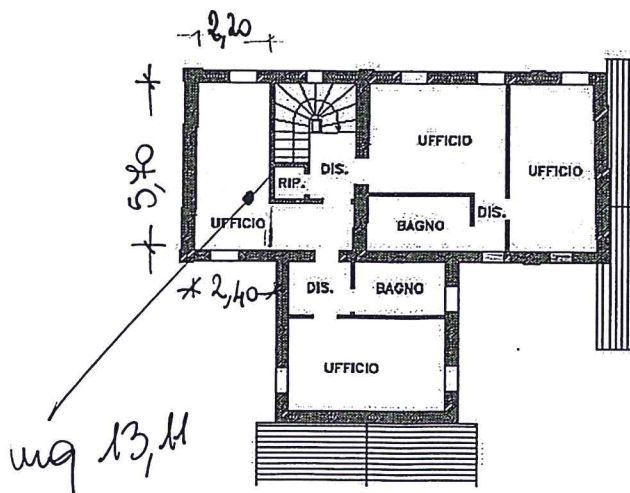 2,20
5,70
UFFICIO
UFFICIO
DIS.
RIP.
DIS.
UFFICIO
BAGNO
2,40
DIS.
BAGNO
UFFICIO
mq 13,11